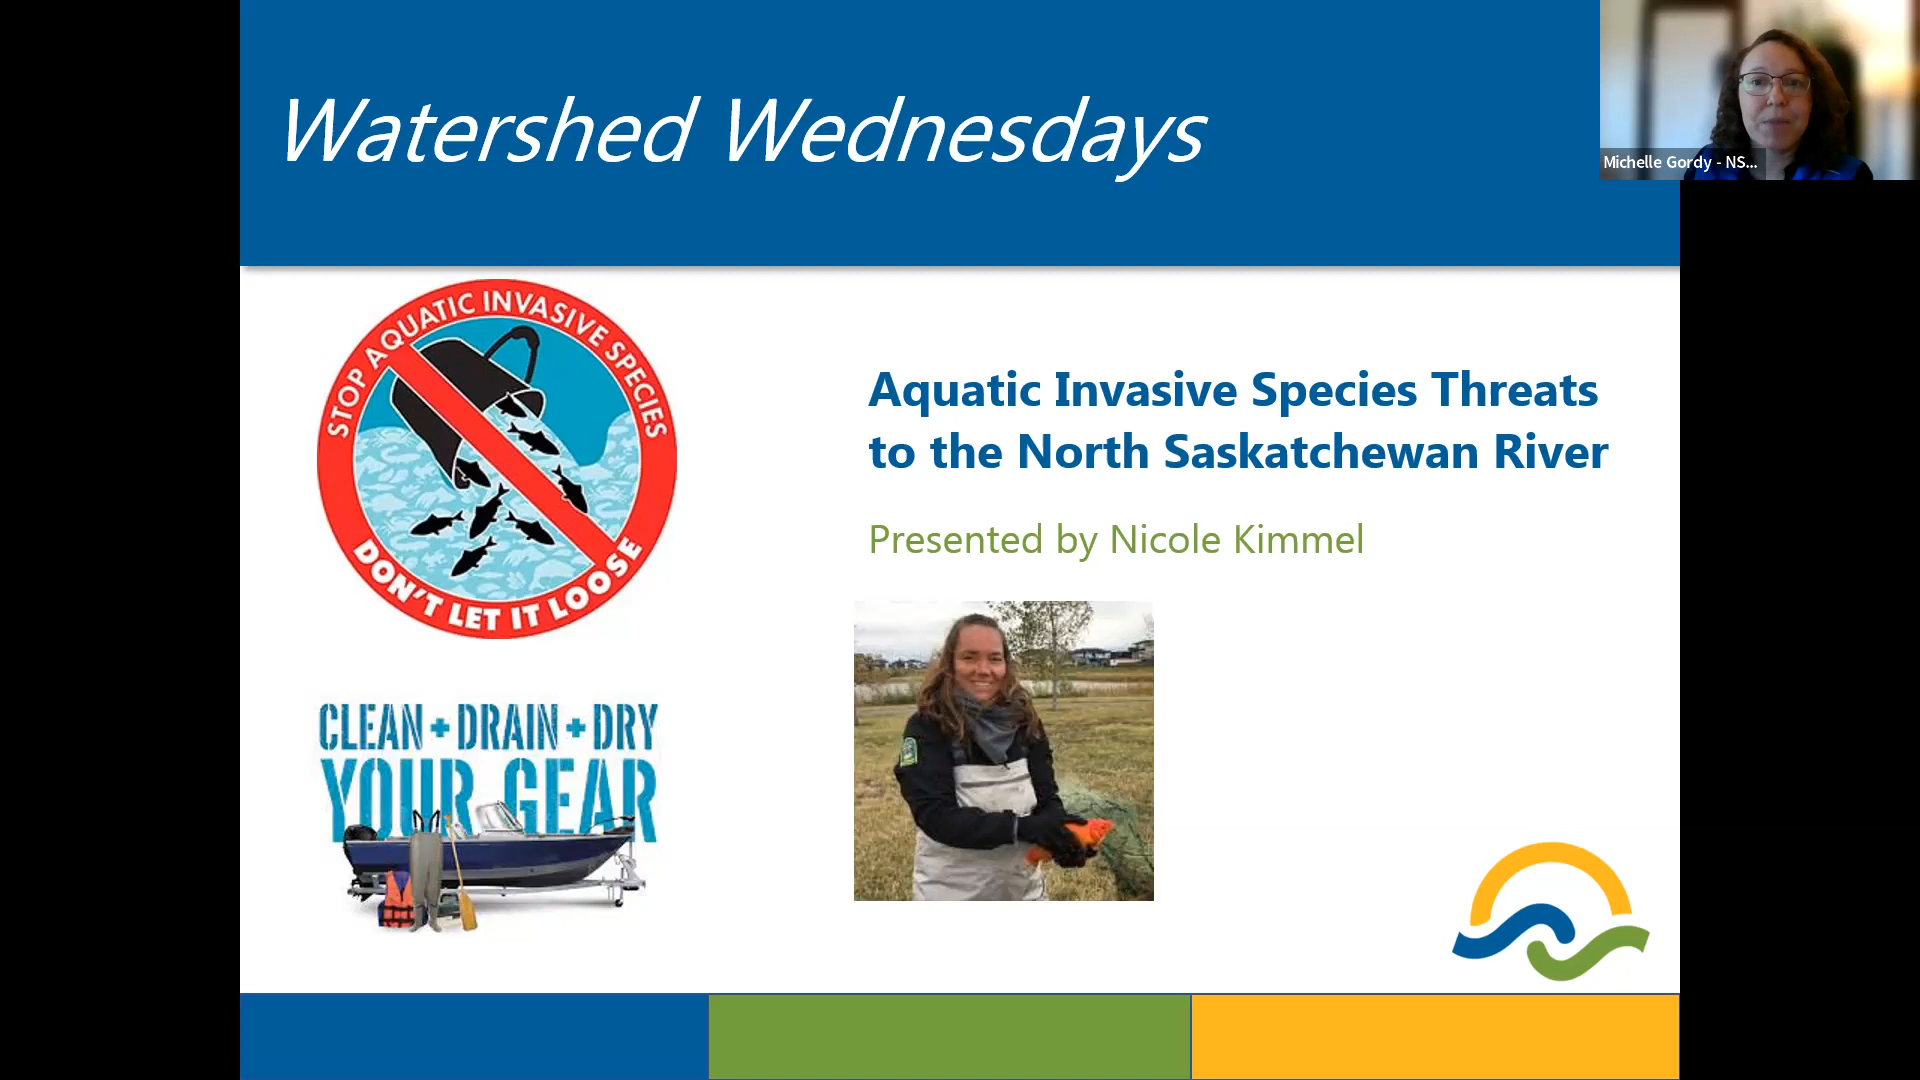 Watershed Wednesdays
Michelle Gordy - NS...
STOP AQUATIC INVASIVE SPECIES
DON'T LET IT LOOSE
Aquatic Invasive Species Threats
to the North Saskatchewan River
Presented by Nicole Kimmel
CLEAN + DRAIN + DRY
YOUR GEAR